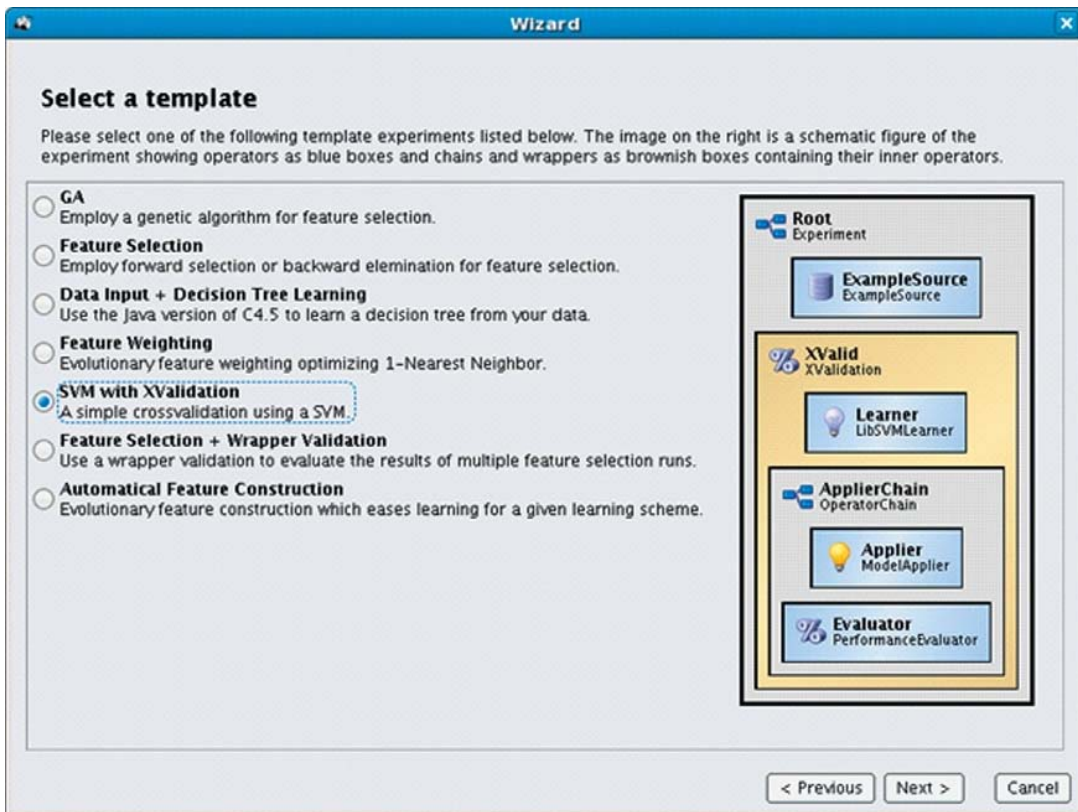 Wizard
Select a template
Please select one of the following template experiments listed below. The image on the right is a schematic figure of the
experiment showing operators as blue boxes and chains and wrappers as brownish boxes containing their inner operators.
GA
Employ a genetic algorithm for feature selection.
Feature Selection
Employ forward selection or backward elemination for feature selection.
Data Input + Decision Tree Learning
Use the Java version of C4.5 to learn a decision tree from your data.
Feature Weighting
Evolutionary feature weighting optimizing 1-Nearest Neighbor.
SVM with XValidation
A simple crossvalidation using a SVM.
Feature Selection + Wrapper Validation
Use a wrapper validation to evaluate the results of multiple feature selection runs.
Automatical Feature Construction
Evolutionary feature construction which eases learning for a given learning scheme.
Root
Experiment
ExampleSource
ExampleSource
XValid
XValidation
Learner
LibSVMLearner
ApplierChain
OperatorChain
Applier
ModelApplier
Evaluator
PerformanceEvaluator
< Previous
Next >
Cancel